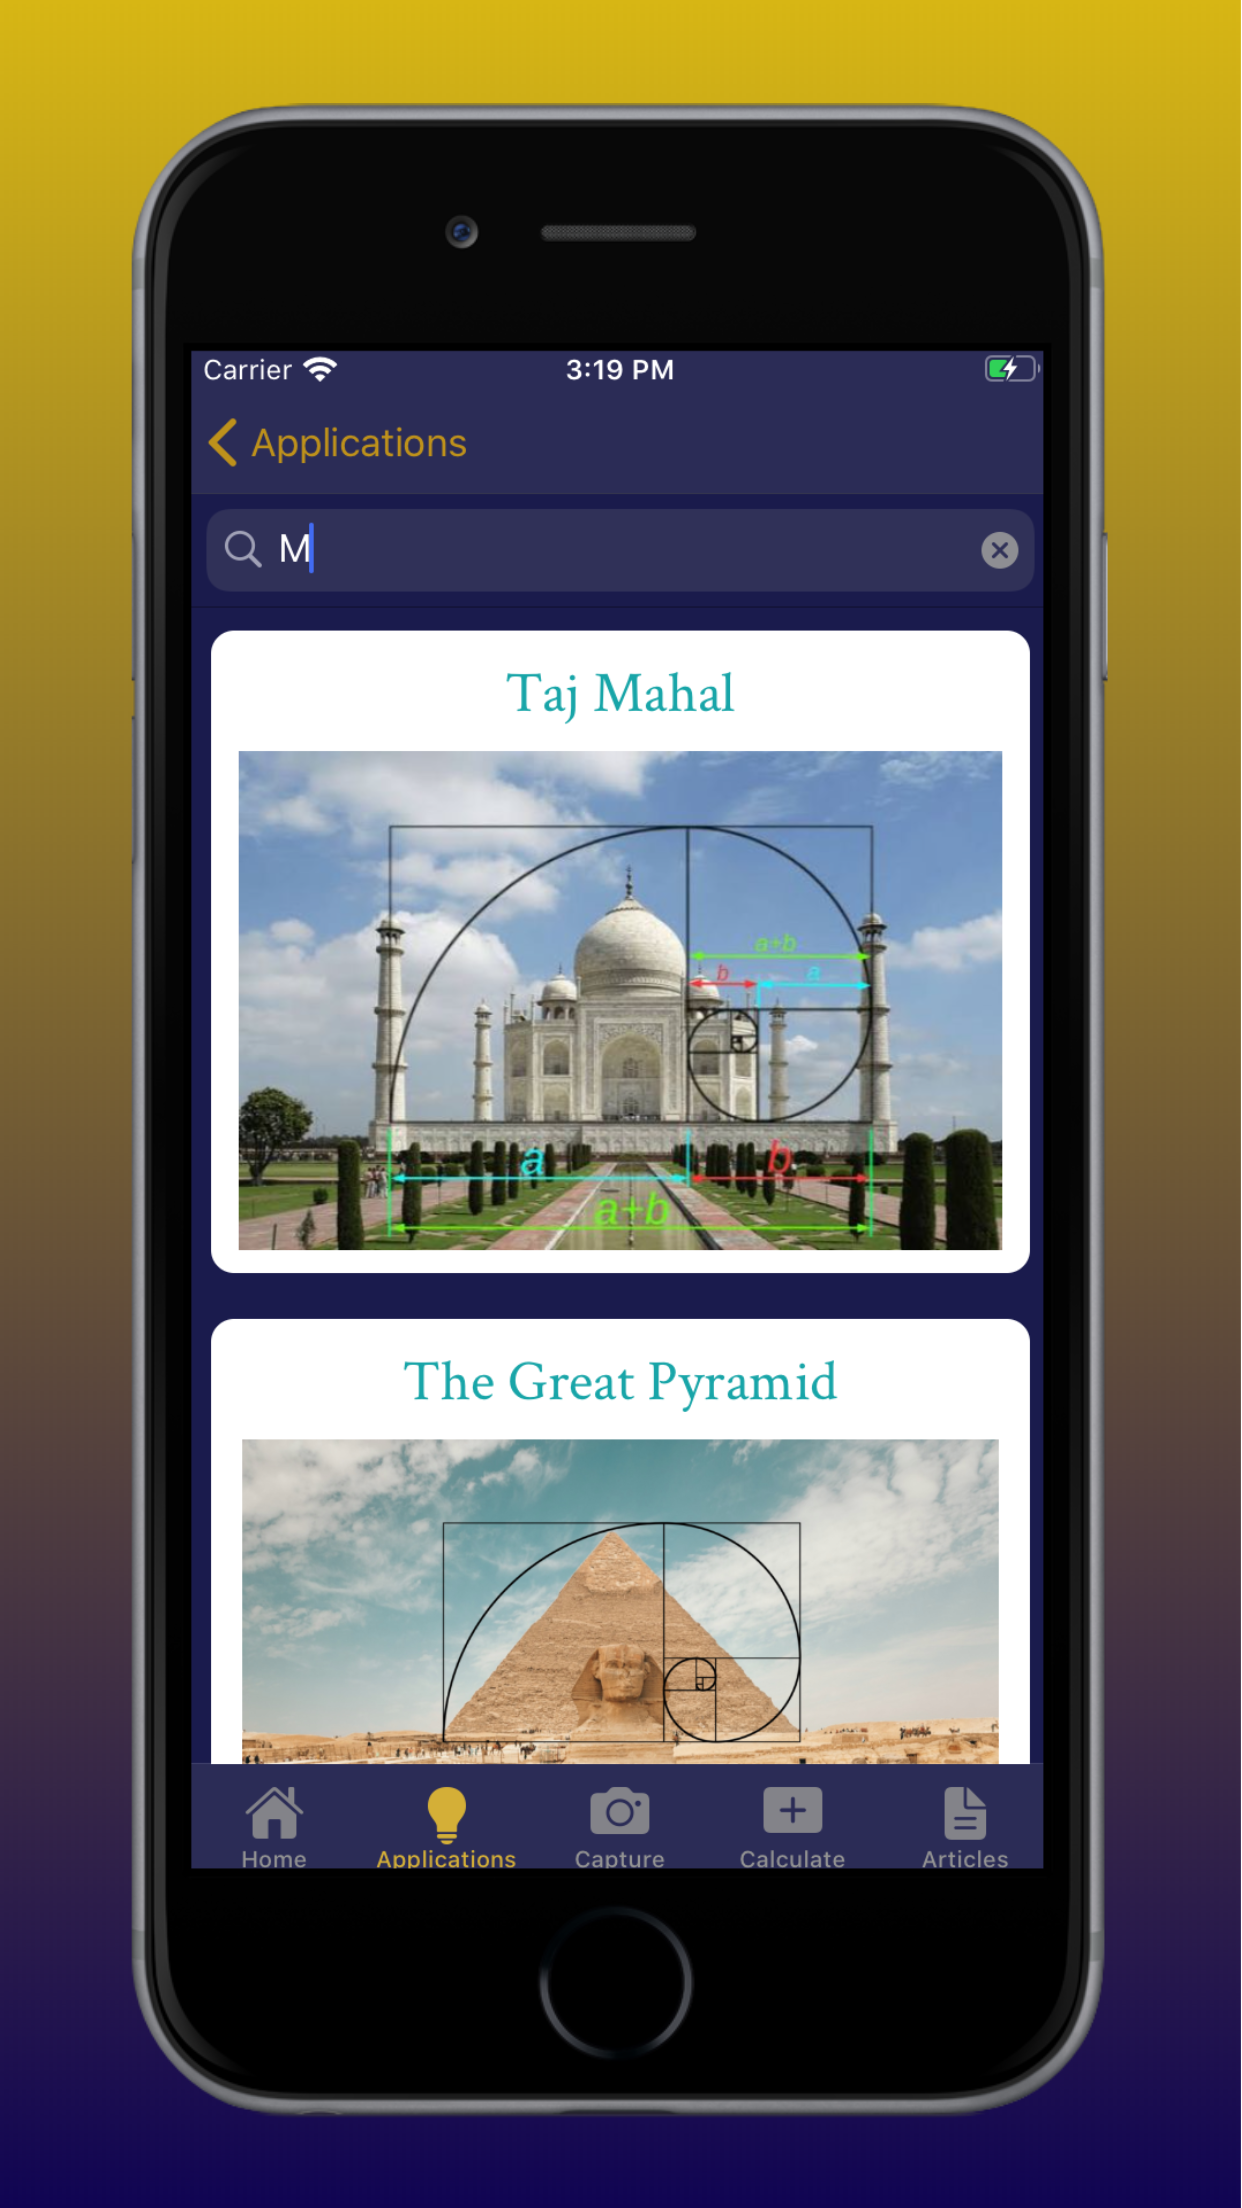 Carrier 3:19 PM
Applications
M
Taj Mahal
a+b
b a
a b
a+b
The Great Pyramid
Home Applications Capture Calculate Articles